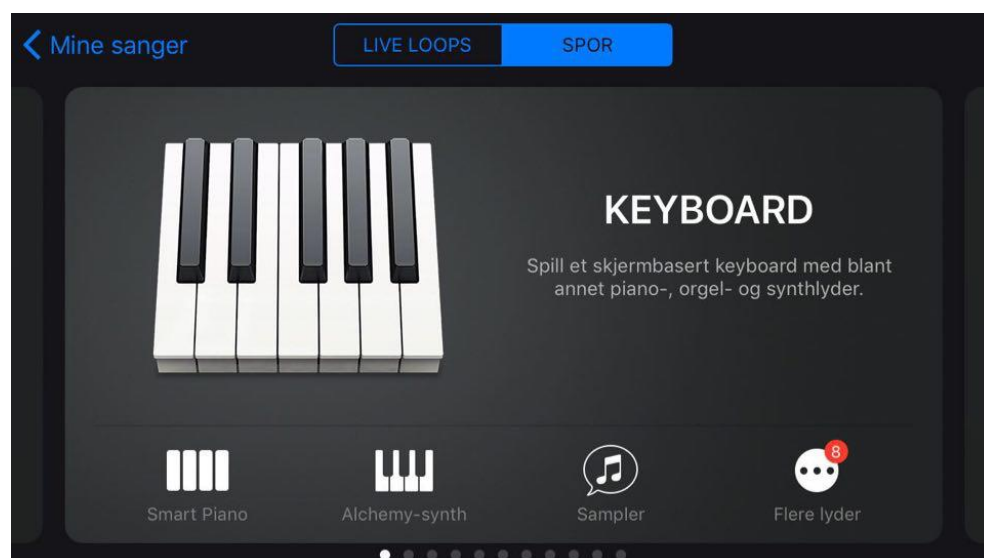 Mine sanger
LIVE LOOPS
SPOR
KEYBOARD
Spill et skjermbasert keyboard med blant
annet piano-, orgel- og synthlyder.
Smart Piano
Alchemy-synth
Sampler
8
Flere lyder